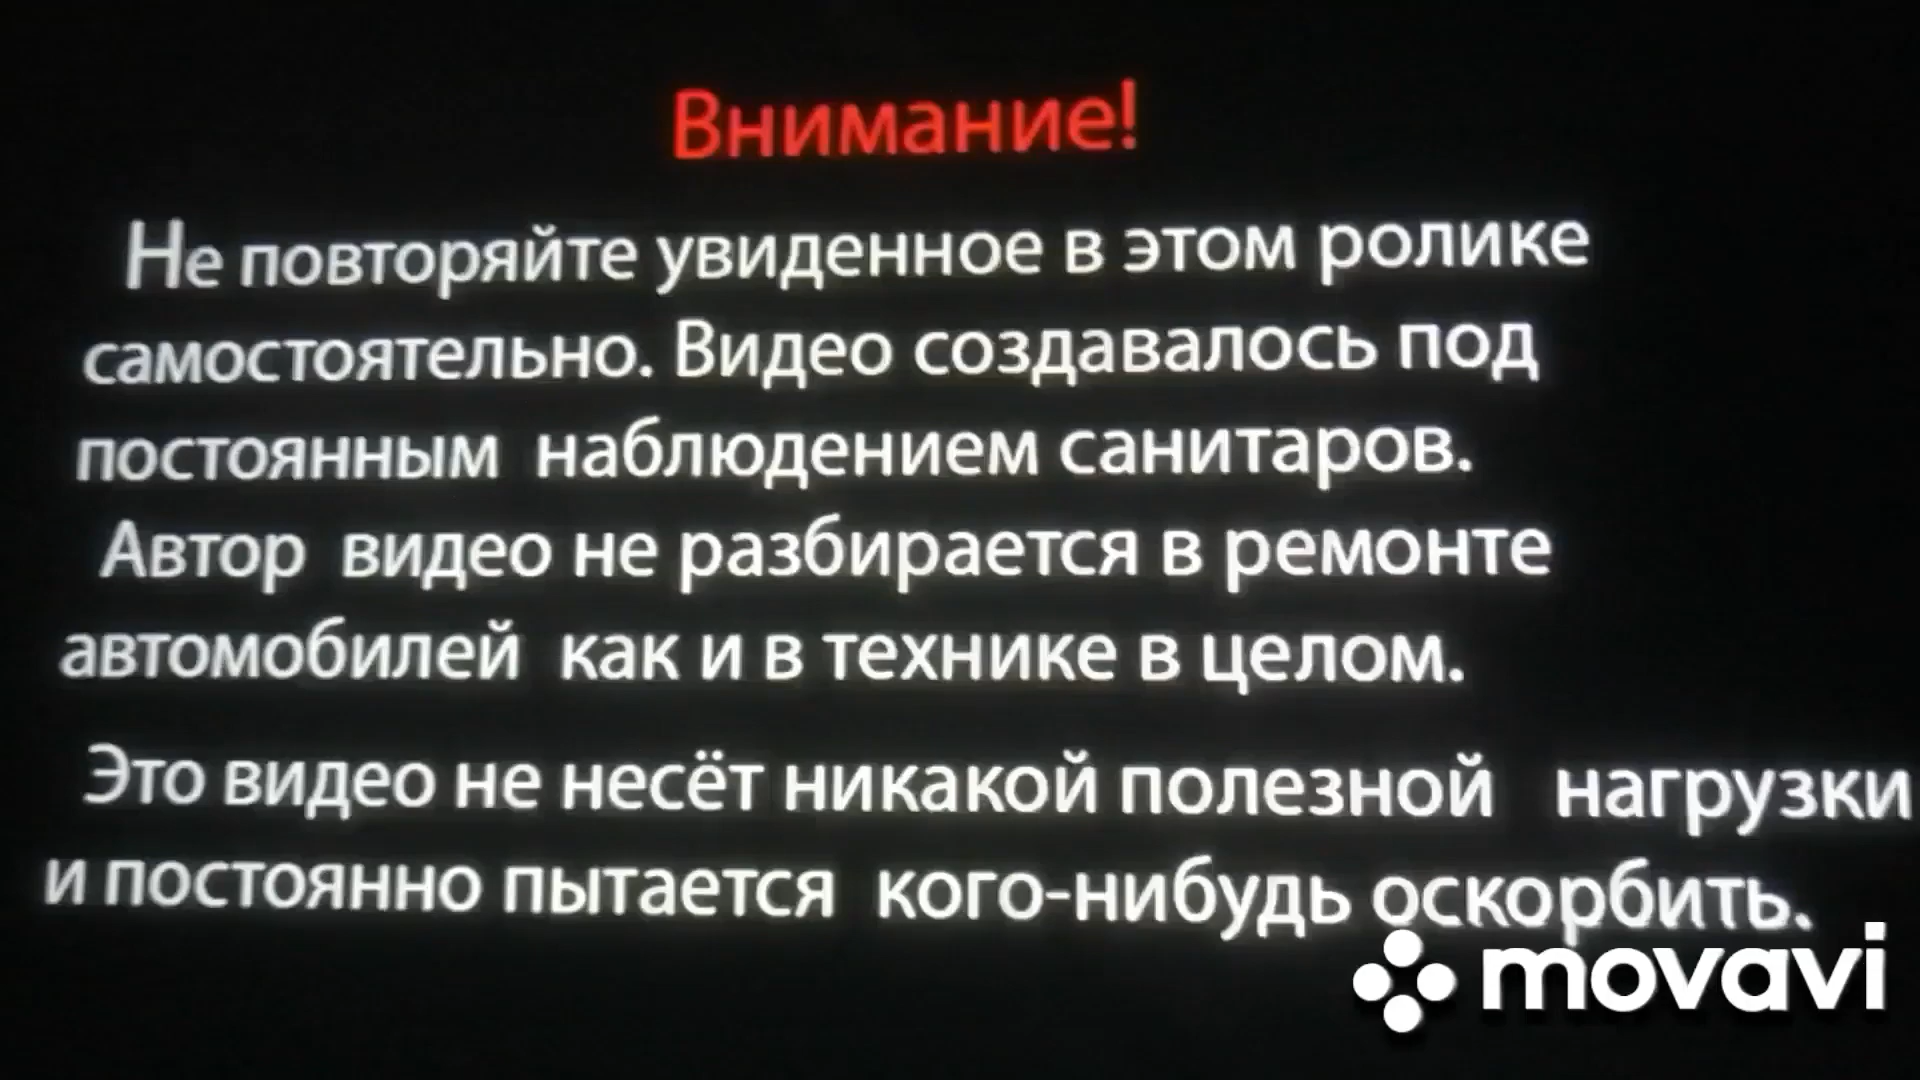 Внимание!
Не повторяйте увиденное в этом ролике
самостоятельно. Видео создавалось под
постоянным наблюдением санитаров.
Автор видео не разбирается в ремонте
автомобилей как и в технике в целом.
Это видео не несёт никакой полезной нагрузки
и постоянно пытается кого-нибудь оскорбить.
movavi